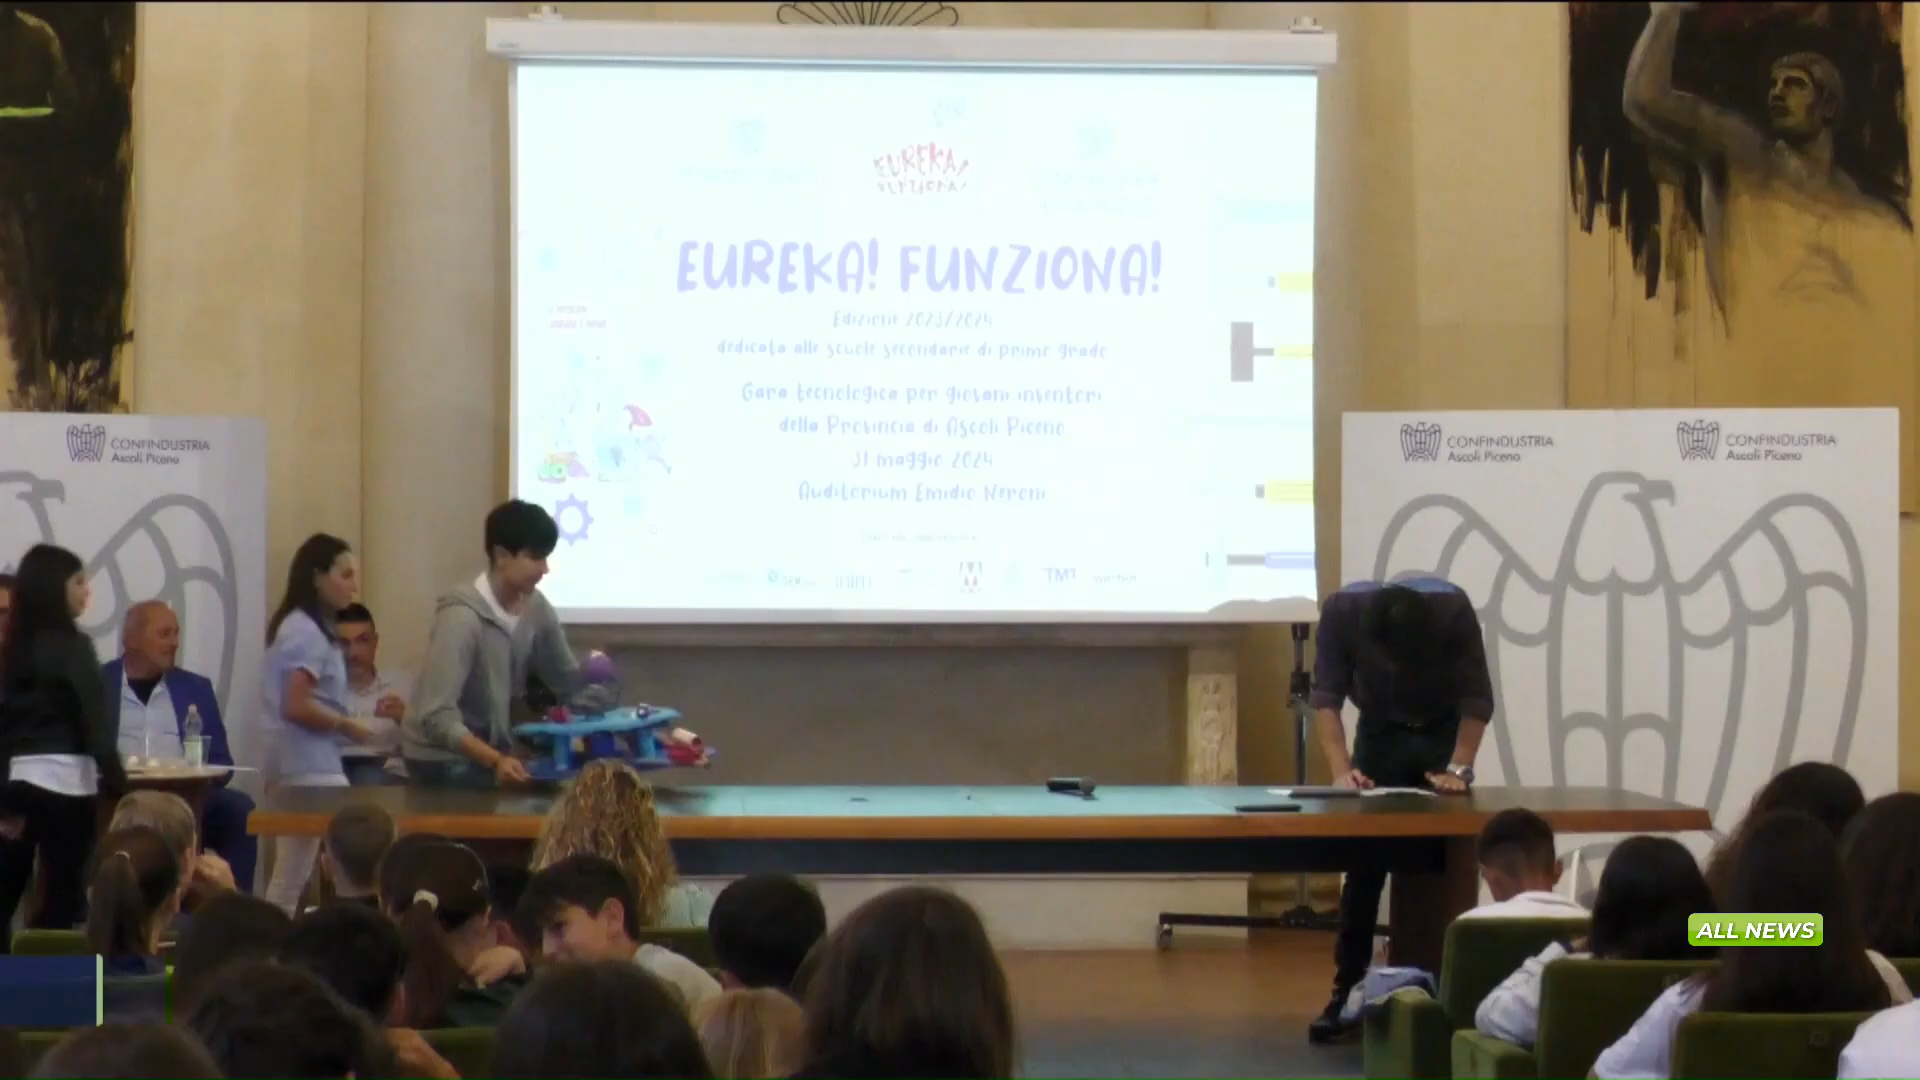 EUREKA!
FUNZIONA!
EUREKA! FUNZIONA!
Edizione 2023/2024
dedicata alle scuole secondarie di primo grado
Gara tecnologica per giovani inventori
della Provincia di Ascoli Piceno
31 maggio 2024
Auditorium Emidio Neroni
TMT
CONFINDUSTRIA
Ascoli Piceno
CONFINDUSTRIA
Ascoli Piceno
CONFINDUSTRIA
Ascoli Piceno
ALL NEWS